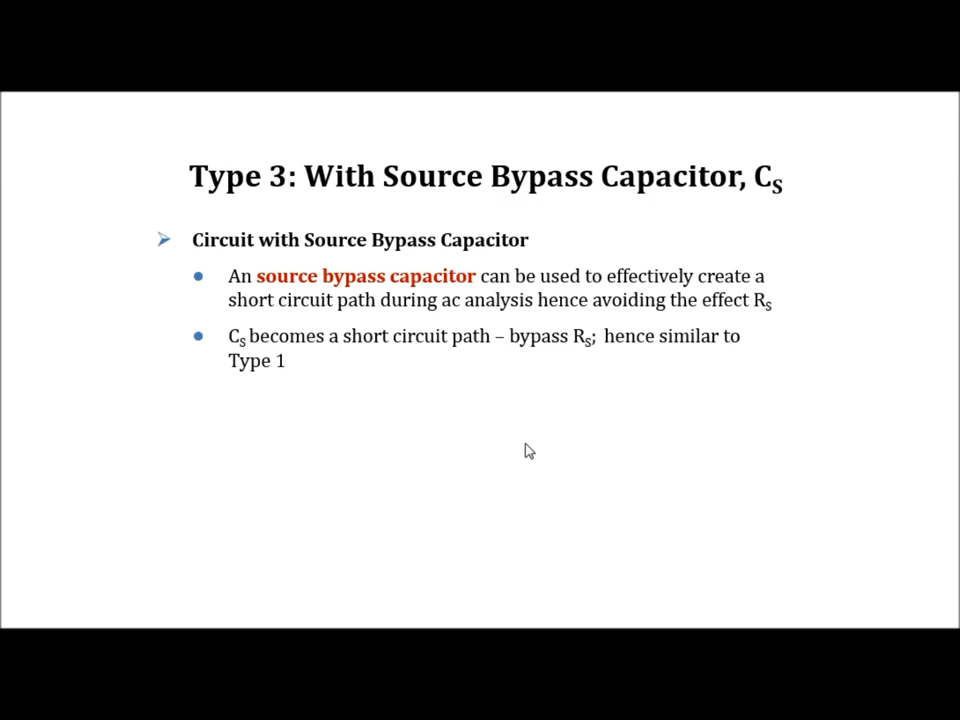 Type 3: With Source Bypass Capacitor, CS
Circuit with Source Bypass Capacitor
An source bypass capacitor can be used to effectively create a
short circuit path during ac analysis hence avoiding the effect RS
CS becomes a short circuit path – bypass RS; hence similar to
Type 1